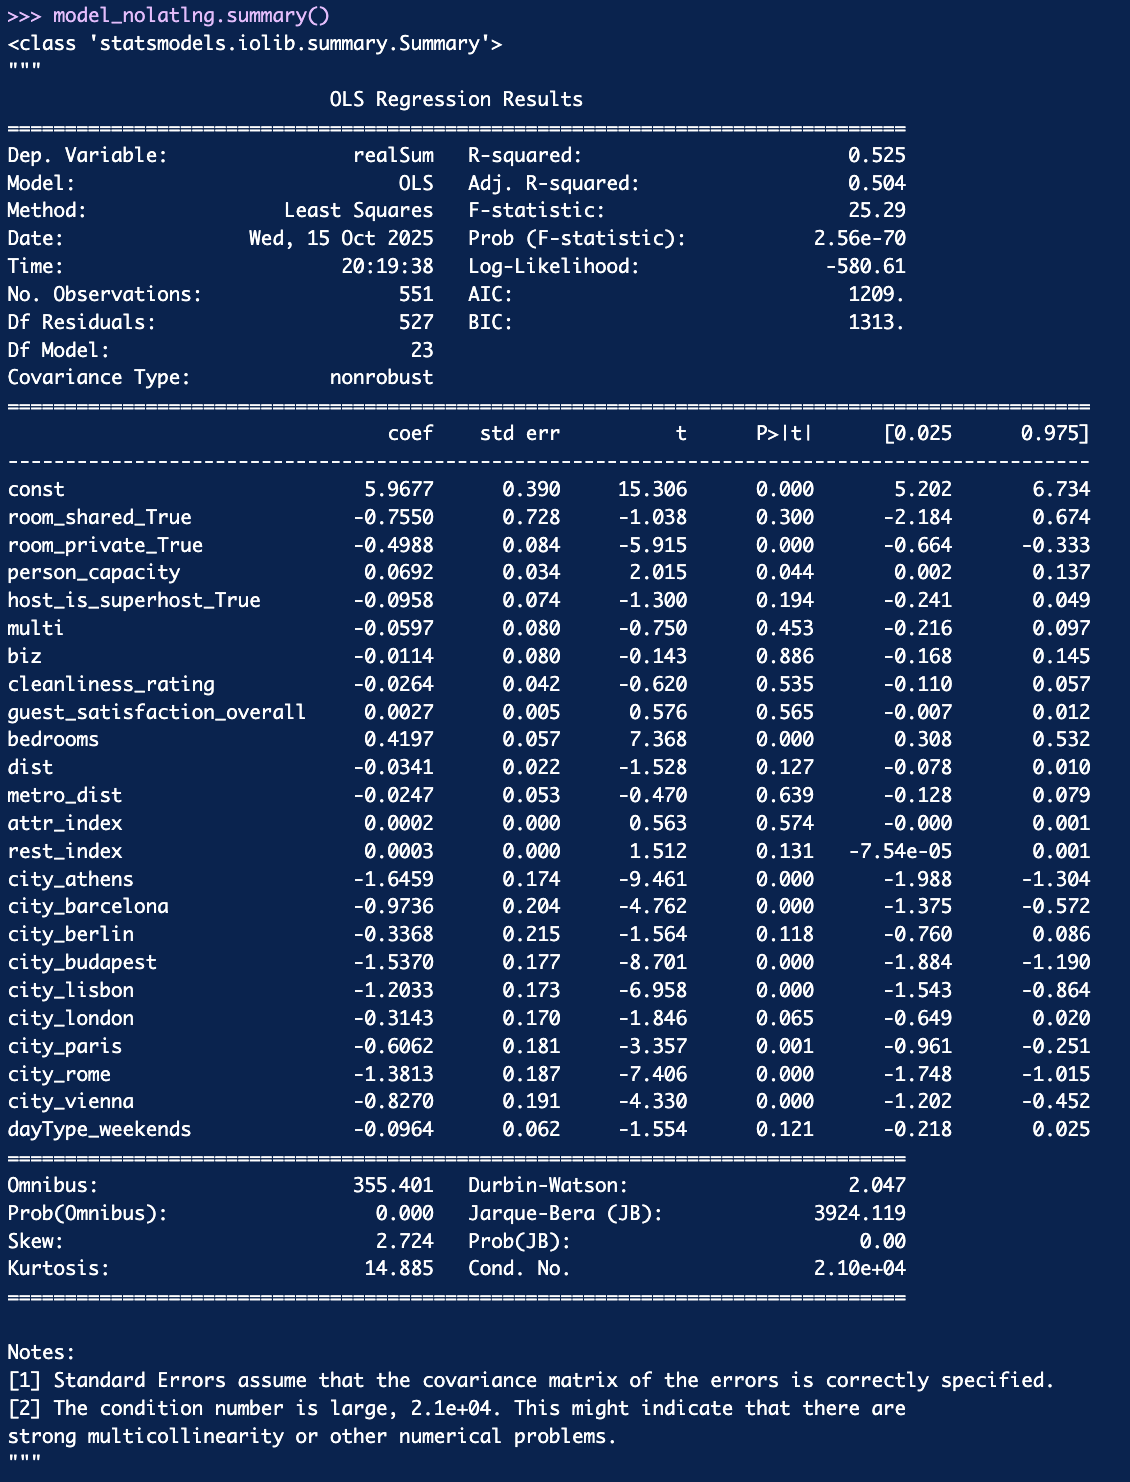 >>> model_nolatlng.summary()
<class 'statsmodels.iolib.summary.Summary'>
"""
                            OLS Regression Results
==============================================================================
Dep. Variable:                realSum   R-squared:                       0.525
Model:                            OLS   Adj. R-squared:                  0.504
Method:                 Least Squares   F-statistic:                     25.29
Date:                Wed, 15 Oct 2025   Prob (F-statistic):           2.56e-70
Time:                        20:19:38   Log-Likelihood:                -580.61
No. Observations:                 551   AIC:                             1209.
Df Residuals:                     527   BIC:                             1313.
Df Model:                          23
Covariance Type:            nonrobust
==============================================================================================
                                 coef    std err          t      P>|t|      [0.025      0.975]
----------------------------------------------------------------------------------------------
const                          5.9677      0.390     15.306      0.000       5.202       6.734
room_shared_True              -0.7550      0.728     -1.038      0.300      -2.184       0.674
room_private_True             -0.4988      0.084     -5.915      0.000      -0.664      -0.333
person_capacity                0.0692      0.034      2.015      0.044       0.002       0.137
host_is_superhost_True        -0.0958      0.074     -1.300      0.194      -0.241       0.049
multi                         -0.0597      0.080     -0.750      0.453      -0.216       0.097
biz                           -0.0114      0.080     -0.143      0.886      -0.168       0.145
cleanliness_rating            -0.0264      0.042     -0.620      0.535      -0.110       0.057
guest_satisfaction_overall     0.0027      0.005      0.576      0.565      -0.007       0.012
bedrooms                       0.4197      0.057      7.368      0.000       0.308       0.532
dist                          -0.0341      0.022     -1.528      0.127      -0.078       0.010
metro_dist                    -0.0247      0.053     -0.470      0.639      -0.128       0.079
attr_index                     0.0002      0.000      0.563      0.574      -0.000       0.001
rest_index                     0.0003      0.000      1.512      0.131   -7.54e-05       0.001
city_athens                   -1.6459      0.174     -9.461      0.000      -1.988      -1.304
city_barcelona                -0.9736      0.204     -4.762      0.000      -1.375      -0.572
city_berlin                   -0.3368      0.215     -1.564      0.118      -0.760       0.086
city_budapest                 -1.5370      0.177     -8.701      0.000      -1.884      -1.190
city_lisbon                   -1.2033      0.173     -6.958      0.000      -1.543      -0.864
city_london                   -0.3143      0.170     -1.846      0.065      -0.649       0.020
city_paris                    -0.6062      0.181     -3.357      0.001      -0.961      -0.251
city_rome                     -1.3813      0.187     -7.406      0.000      -1.748      -1.015
city_vienna                   -0.8270      0.191     -4.330      0.000      -1.202      -0.452
dayType_weekends              -0.0964      0.062     -1.554      0.121      -0.218       0.025
==============================================================================
Omnibus:                      355.401   Durbin-Watson:                   2.047
Prob(Omnibus):                  0.000   Jarque-Bera (JB):             3924.119
Skew:                           2.724   Prob(JB):                         0.00
Kurtosis:                      14.885   Cond. No.                     2.10e+04
==============================================================================

Notes:
[1] Standard Errors assume that the covariance matrix of the errors is correctly specified.
[2] The condition number is large, 2.1e+04. This might indicate that there are
strong multicollinearity or other numerical problems.
"""